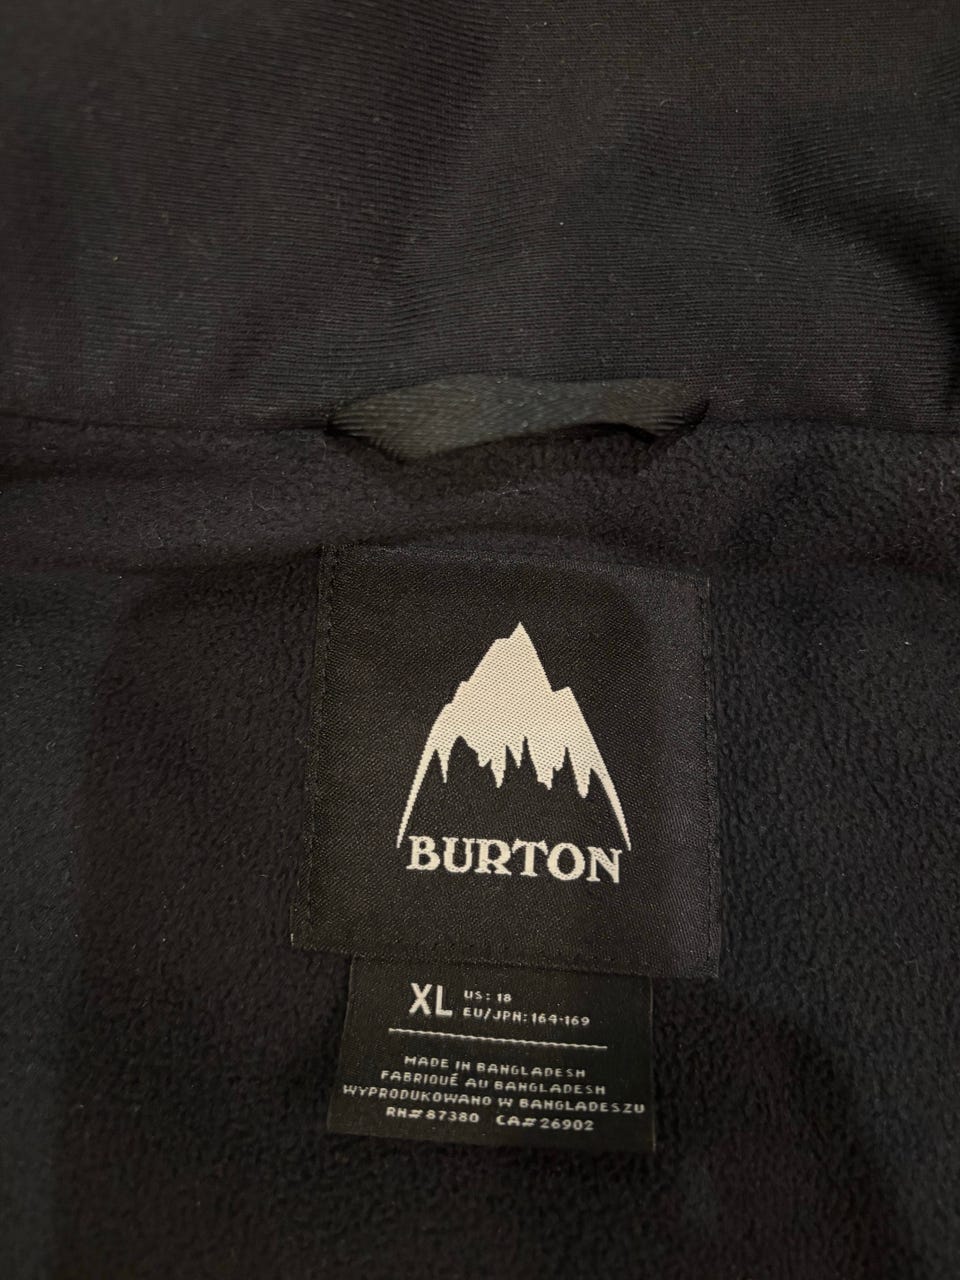 BURTON
XL US: 18
EU/JPN: 164-169
MADE IN BANGLADESH
FABRIQUÉ AU BANGLADESH
WYPRODUKOWANO W BANGLADESZU
RN# 87380 CA# 26902